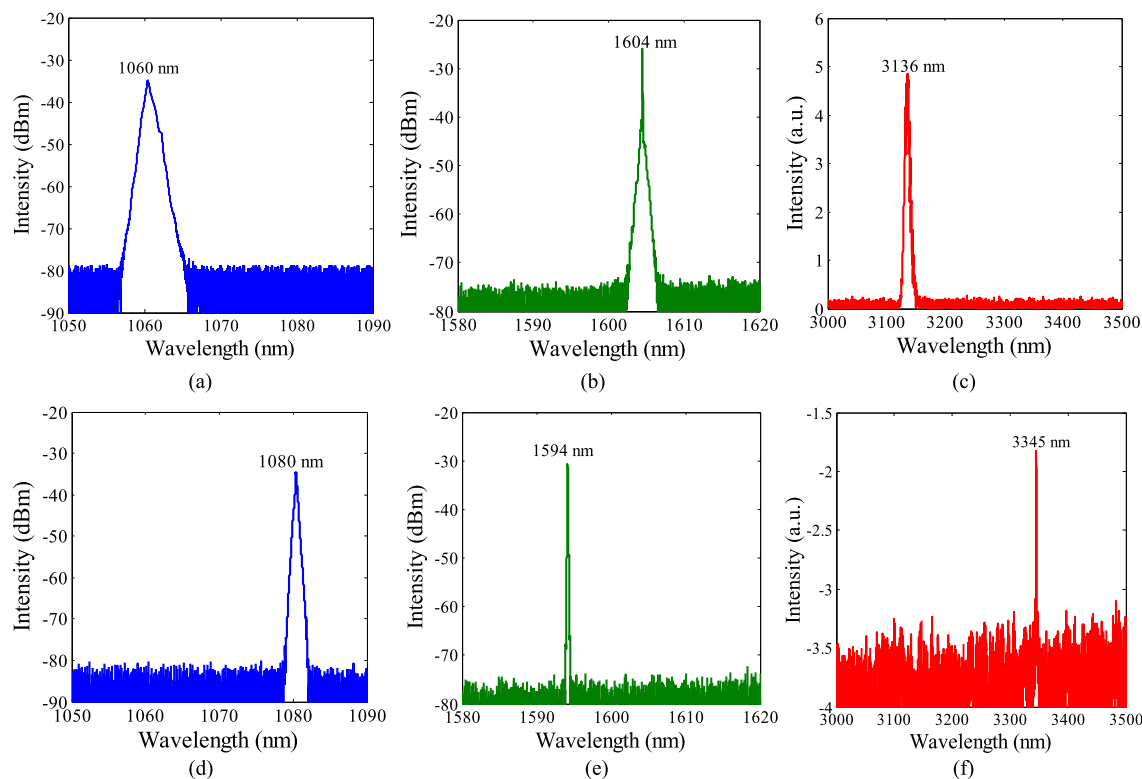 -20
-30
-40
-50
-60
-70
-80
-90
1060 nm
Intensity (dBm)
1050 1060 1070 1080 1090
Wavelength (nm)
(a)
-20
-30
-40
-50
-60
-75
-80
1604 nm
Intensity (dBm)
1580 1590 1600 1610 1620
Wavelength (nm)
(b)
6
5
4
3
2
1
0
3136 nm
Intensity (a.u.)
3000 3100 3200 3300 3400 3500
Wavelength (nm)
(c)
-20
-30
-40
-50
-60
-70
-80
-90
1080 nm
Intensity (dBm)
1050 1060 1070 1080 1090
Wavelength (nm)
(d)
-20
-30
-40
-50
-60
-75
-80
1594 nm
Intensity (dBm)
1580 1590 1600 1610 1620
Wavelength (nm)
(e)
-1.5
-2
-2.5
-3
-3.5
-4
3345 nm
Intensity (a.u.)
3000 3100 3200 3300 3400 3500
Wavelength (nm)
(f)